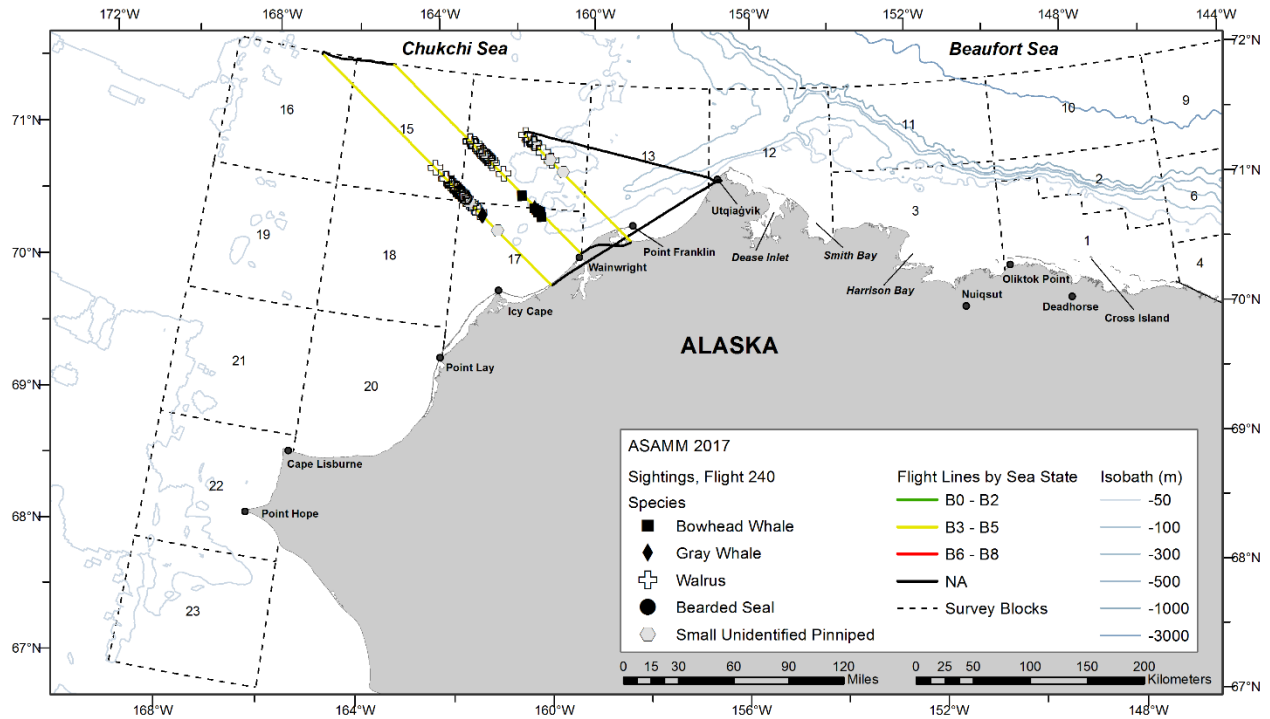 172°W 168°W 164°W 160°W 156°W 152°W 148°W 144°W
Chukchi Sea Beaufort Sea
72°N
16
10
9
71°N
15
11
13
12
71°N
2
6
Utqiaġvik
3
19
18
17
Point Franklin
Dease Inlet
Smith Bay
1
70°N
Wainwright
4
Oliktok Point
Harrison Bay
Nuiqsut
Deadhorse
70°N
Icy Cape
Cross Island
ALASKA
21
Point Lay
20
69°N
69°N
Cape Lisburne
22
Point Hope
68°N
68°N
23
67°N
67°N
ASAMM 2017
Sightings, Flight 240
Species
Bowhead Whale
Gray Whale
Walrus
Bearded Seal
Small Unidentified Pinniped
Flight Lines by Sea State
B0 - B2
B3 - B5
B6 - B8
NA
Survey Blocks
Isobath (m)
-50
-100
-300
-500
-1000
-3000
0 15 30 60 90 120
Miles
0 25 50 100 150 200
Kilometers
168°W 164°W 160°W 156°W 152°W 148°W